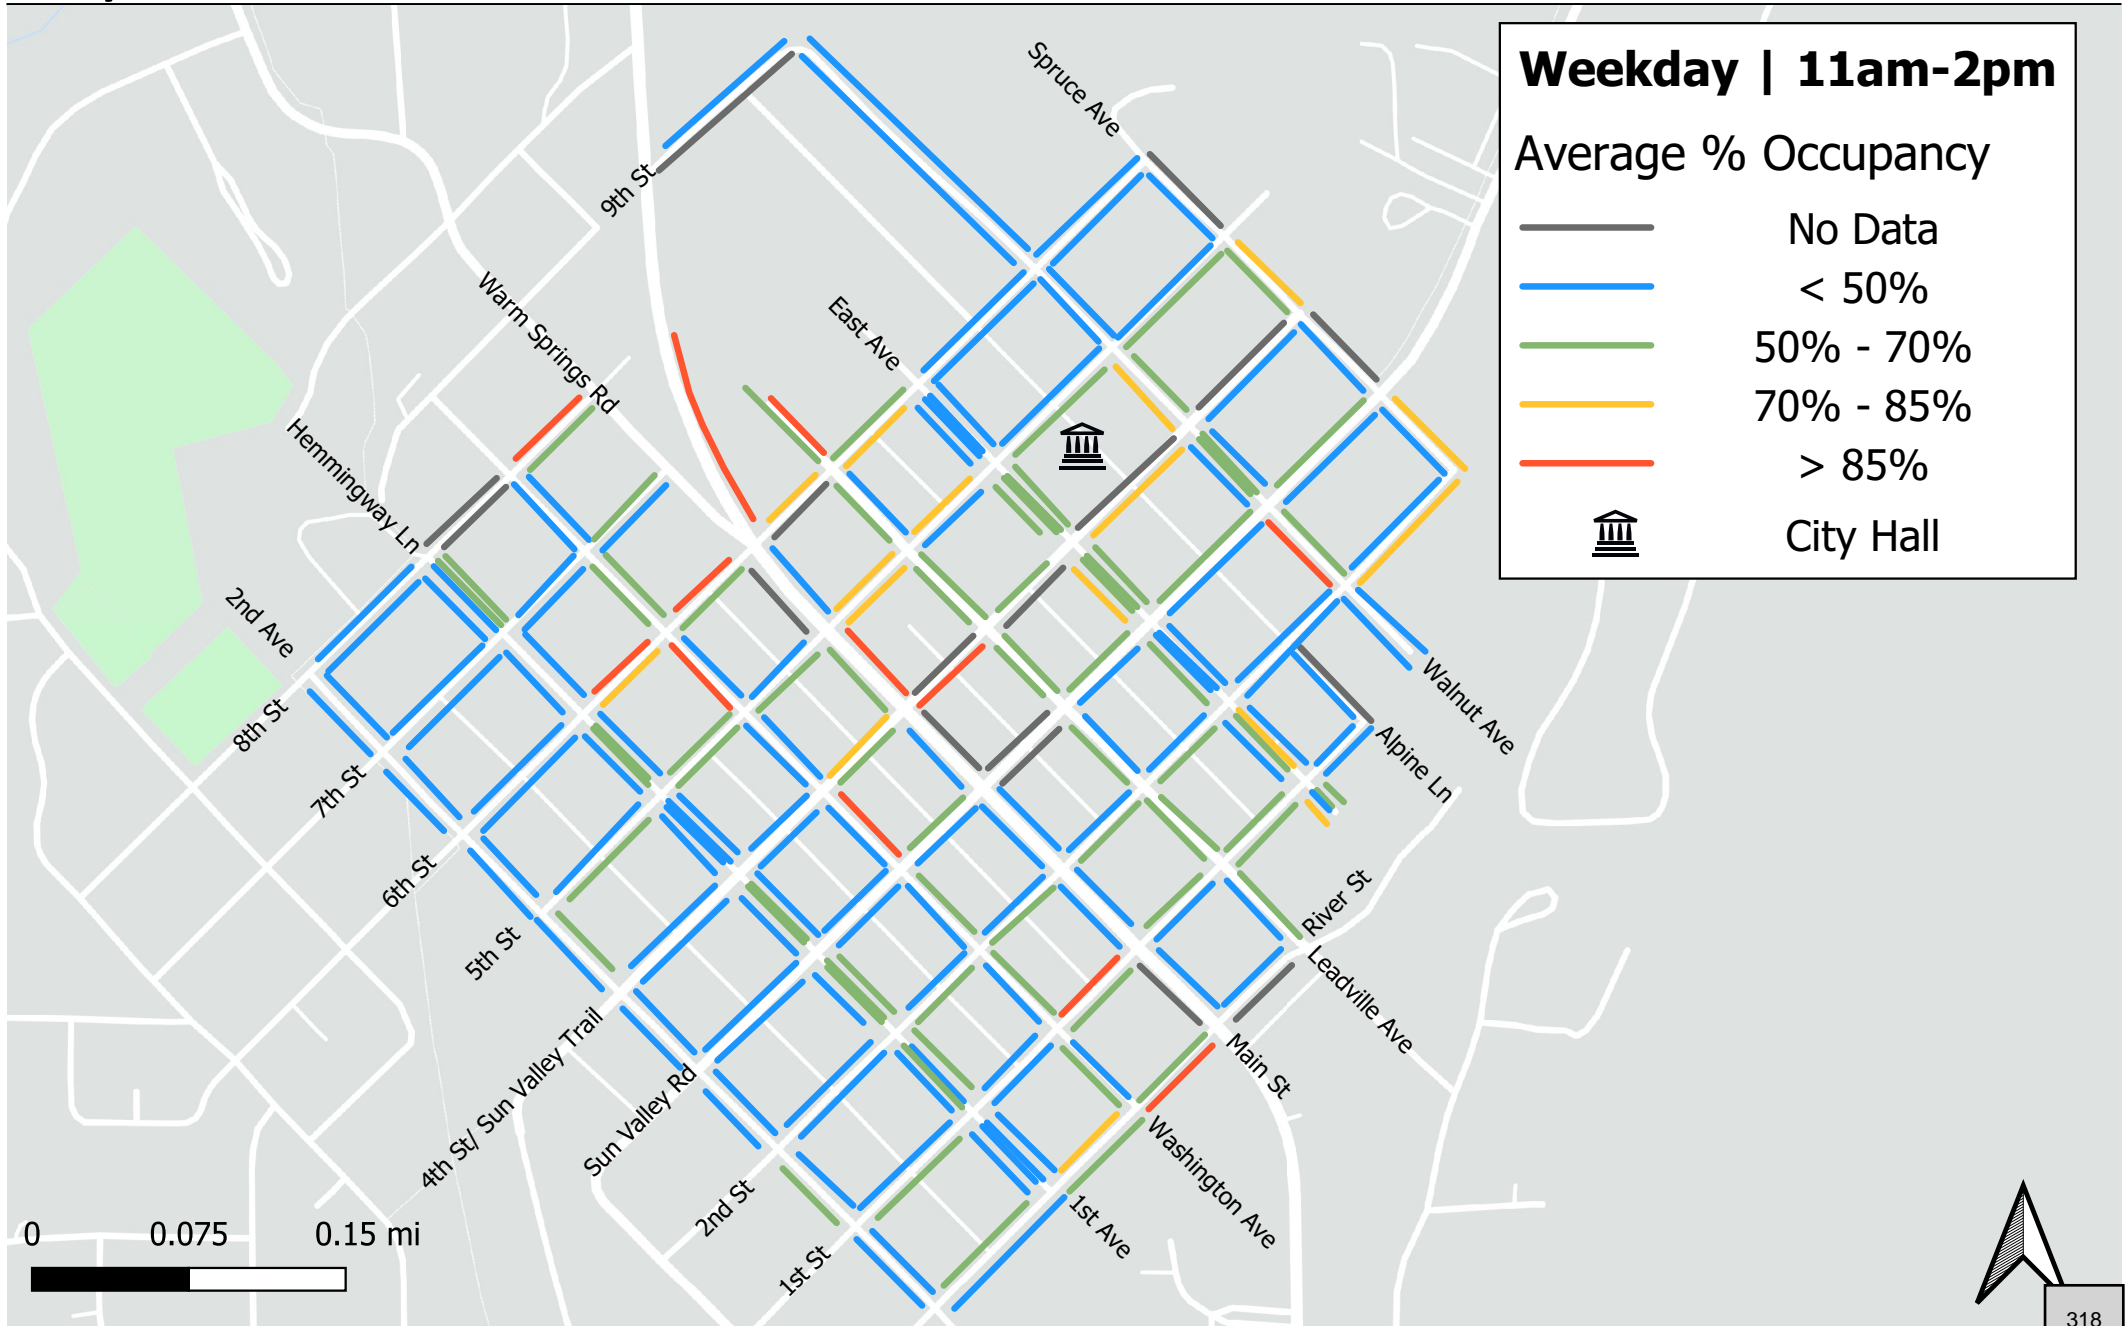 Weekday | 11am-2pm
Average % Occupancy
No Data
< 50%
50% - 70%
70% - 85%
> 85%
City Hall
Spruce Ave
9th St
East Ave
Warm Springs Rd
Hemmingway Ln
2nd Ave
8th St
7th St
6th St
5th St
4th St/ Sun Valley Trail
Sun Valley Rd
2nd St
1st St
1st Ave
Washington Ave
Main St
Leadville Ave
River St
Alpine Ln
Walnut Ave
0 0.075 0.15 mi
318